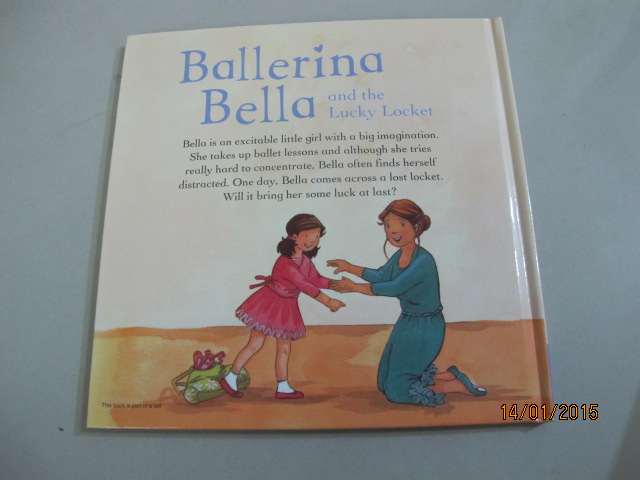 Ballerina
Bella and the
Lucky Locket
Bella is an excitable little girl with a big imagination.
She takes up ballet lessons and although she tries
really hard to concentrate, Bella often finds herself
distracted. One day, Bella comes across a lost locket.
Will it bring her some luck at last?
This book is part of a set
14/01/2015